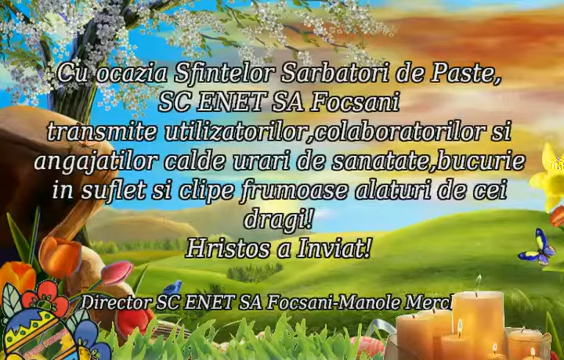 Cu ocazia Sfintelor Sarbatori de Paste,
SC ENET SA Focsani
transmite utilizatorilor,colaboratorilor si
angajatilor calde urari de sanatate,bucurie
in suflet si clipe frumoase alaturi de cei
dragi!
Hristos a Inviat!
Director SC ENET SA Focsani-Manole